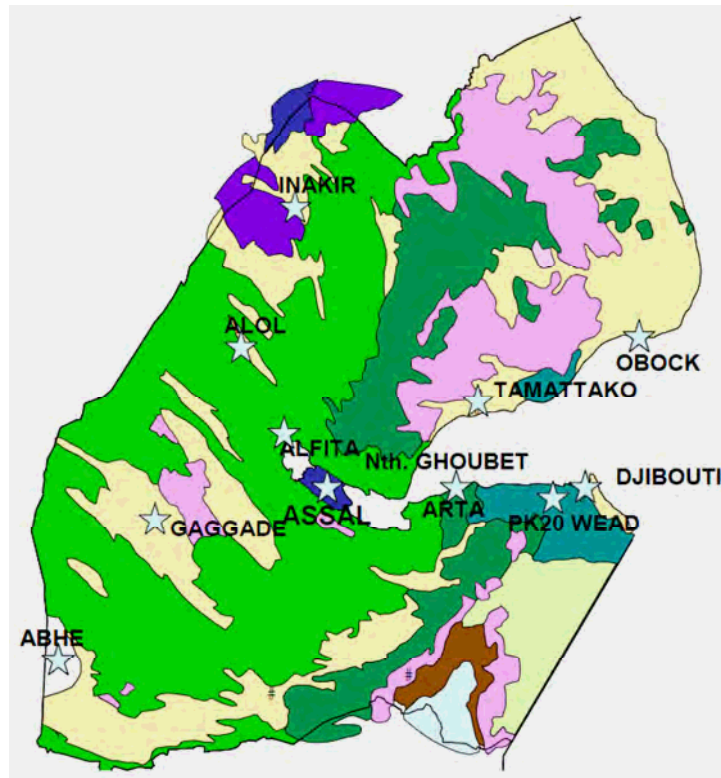 INAKIR
ALOL
OBOCK
TAMATTAKO
ALFITA
Nth. GHOUBET
DJIBOUTI
ASSAL
ARTA
PK20 WEAD
GAGGADE
ABHE